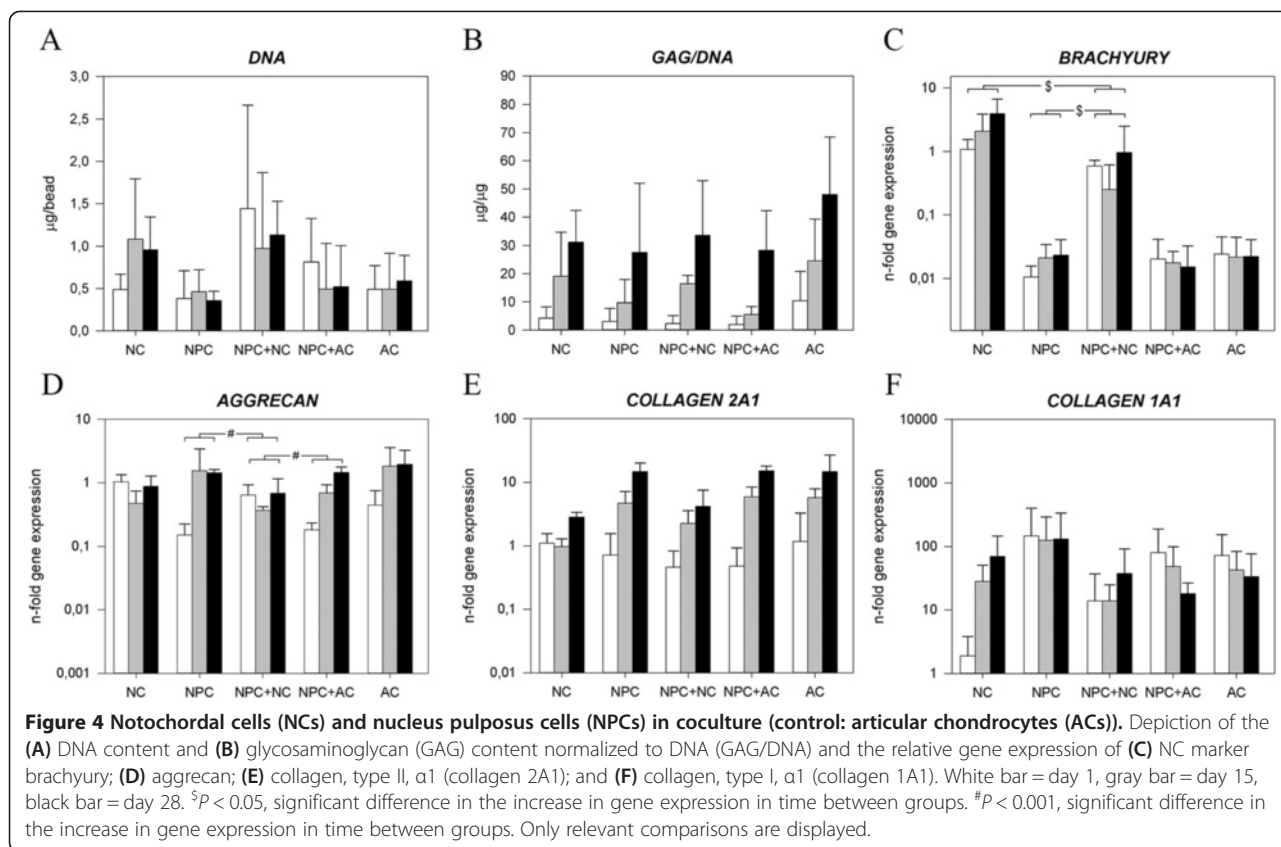 A
DNA
3,0
2,5
2,0
1,5
1,0
0,5
0,0
µg/bead
NC NPC NPC+NC NPC+AC AC
B
GAG/DNA
90
80
70
60
50
40
30
20
10
0
µg/µg
NC NPC NPC+NC NPC+AC AC
C
BRACHYURY
10
1
0,1
0,01
n-fold gene expression
$
$
NC NPC NPC+NC NPC+AC AC
D
AGGRECAN
10
1
0,1
0,01
0,001
n-fold gene expression
#
#
NC NPC NPC+NC NPC+AC AC
E
COLLAGEN 2A1
100
10
1
0,1
0,01
n-fold gene expression
NC NPC NPC+NC NPC+AC AC
F
COLLAGEN 1A1
10000
1000
100
10
1
n-fold gene expression
NC NPC NPC+NC NPC+AC AC
Figure 4 Notochordal cells (NCs) and nucleus pulposus cells (NPCs) in coculture (control: articular chondrocytes (ACs)). Depiction of the
(A) DNA content and (B) glycosaminoglycan (GAG) content normalized to DNA (GAG/DNA) and the relative gene expression of (C) NC marker
brachyury; (D) aggrecan; (E) collagen, type II, α1 (collagen 2A1); and (F) collagen, type I, α1 (collagen 1A1). White bar = day 1, gray bar = day 15,
black bar = day 28. $P < 0.05, significant difference in the increase in gene expression in time between groups. #P < 0.001, significant difference in
the increase in gene expression in time between groups. Only relevant comparisons are displayed.